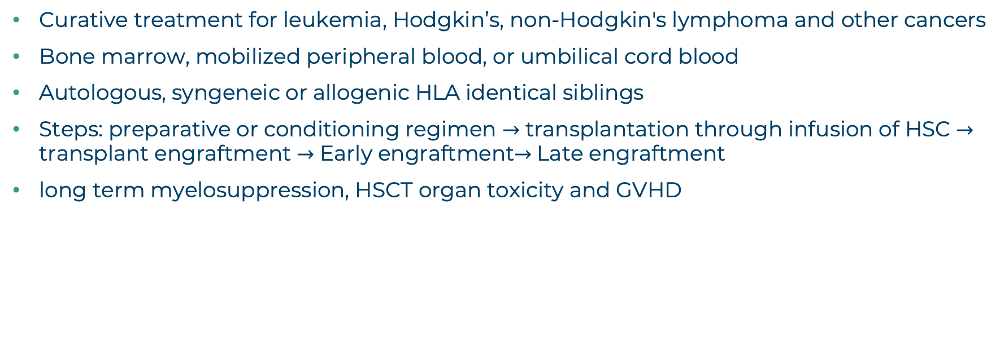 • Curative treatment for leukemia, Hodgkin’s, non-Hodgkin's lymphoma and other cancers
• Bone marrow, mobilized peripheral blood, or umbilical cord blood
• Autologous, syngeneic or allogenic HLA identical siblings
• Steps: preparative or conditioning regimen → transplantation through infusion of HSC →
transplant engraftment → Early engraftment→ Late engraftment
• long term myelosuppression, HSCT organ toxicity and GVHD